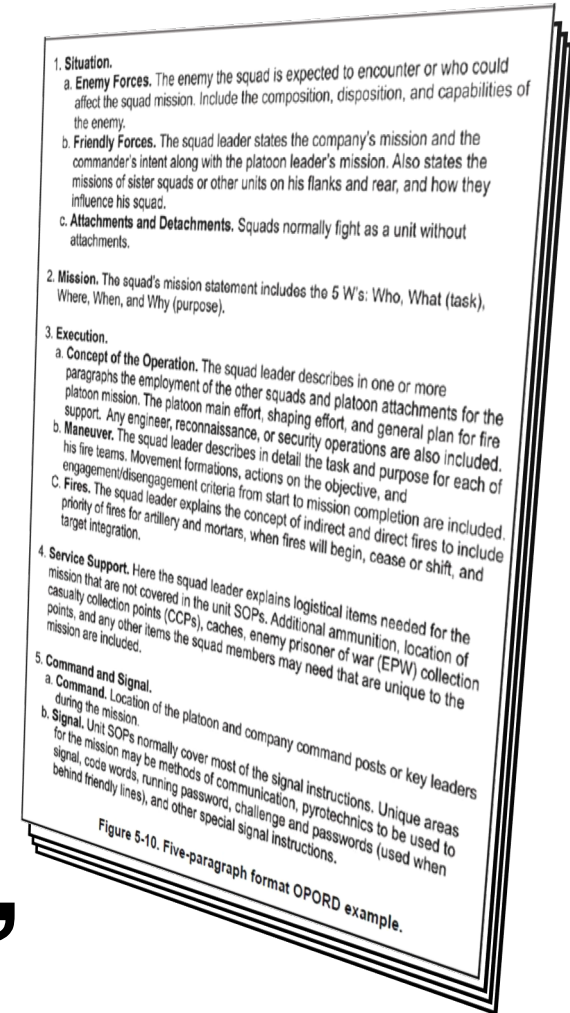 1. Situation.
a. Enemy Forces. The enemy the squad is expected to encounter or who could
affect the squad mission. Include the composition, disposition, and capabilities of
the enemy.
b. Friendly Forces. The squad leader states the company's mission and the
commander's intent along with the platoon leader's mission. Also states the
missions of sister squads or other units on his flanks and rear, and how they
influence his squad.
c. Attachments and Detachments. Squads normally fight as a unit without
attachments.
2. Mission. The squad's mission statement includes the 5 W's: Who, What (task),
Where, When, and Why (purpose).
3. Execution.
a. Concept of the Operation. The squad leader describes in one or more
paragraphs the employment of the other squads and platoon attachments for the
platoon mission. The platoon main effort, shaping effort, and general plan for fire
support. Any engineer, reconnaissance, or security operations are also included.
b. Maneuver. The squad leader describes in detail the task and purpose for each of
his fire teams. Movement formations, actions on the objective, and
engagement/disengagement criteria from start to mission completion are included.
C. Fires. The squad leader explains the concept of indirect and direct fires to include
priority of fires for artillery and mortars, when fires will begin, cease or shift, and
target integration.
4. Service Support. Here the squad leader explains logistical items needed for the
mission that are not covered in the unit SOPs. Additional ammunition, location of
casualty collection points (CCPs), caches, enemy prisoner of war (EPW) collection
points, and any other items the squad members may need that are unique to the
mission are included.
5. Command and Signal.
a. Command. Location of the platoon and company command posts or key leaders
during the mission.
b. Signal. Unit SOPs normally cover most of the signal instructions. Unique areas
for the mission may be methods of communication, pyrotechnics to be used to
signal, code words, running password, challenge and passwords (used when
behind friendly lines), and other special signal instructions.
Figure 5-10. Five-paragraph format OPORD example.